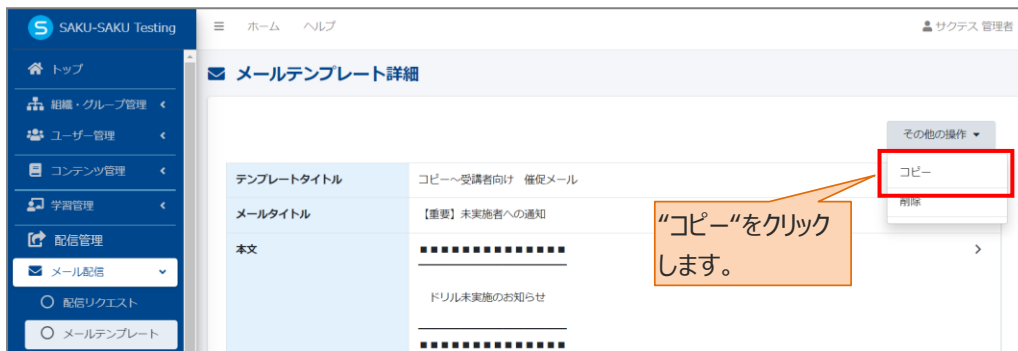 SAKU-SAKU Testing
ホーム ヘルプ
サクテス 管理者
トップ
メールテンプレート詳細
組織・グループ管理
ユーザー管理
その他の操作
コンテンツ管理
コピー
テンプレートタイトル コピー～受講者向け 催促メール
学習管理
削除
メールタイトル 【重要】未実施者への通知
“コピー“をクリック
します。
配信管理
本文 ■■■■■■■■■■■■■■
メール配信
配信リクエスト
ドリル未実施のお知らせ
メールテンプレート
■■■■■■■■■■■■■■